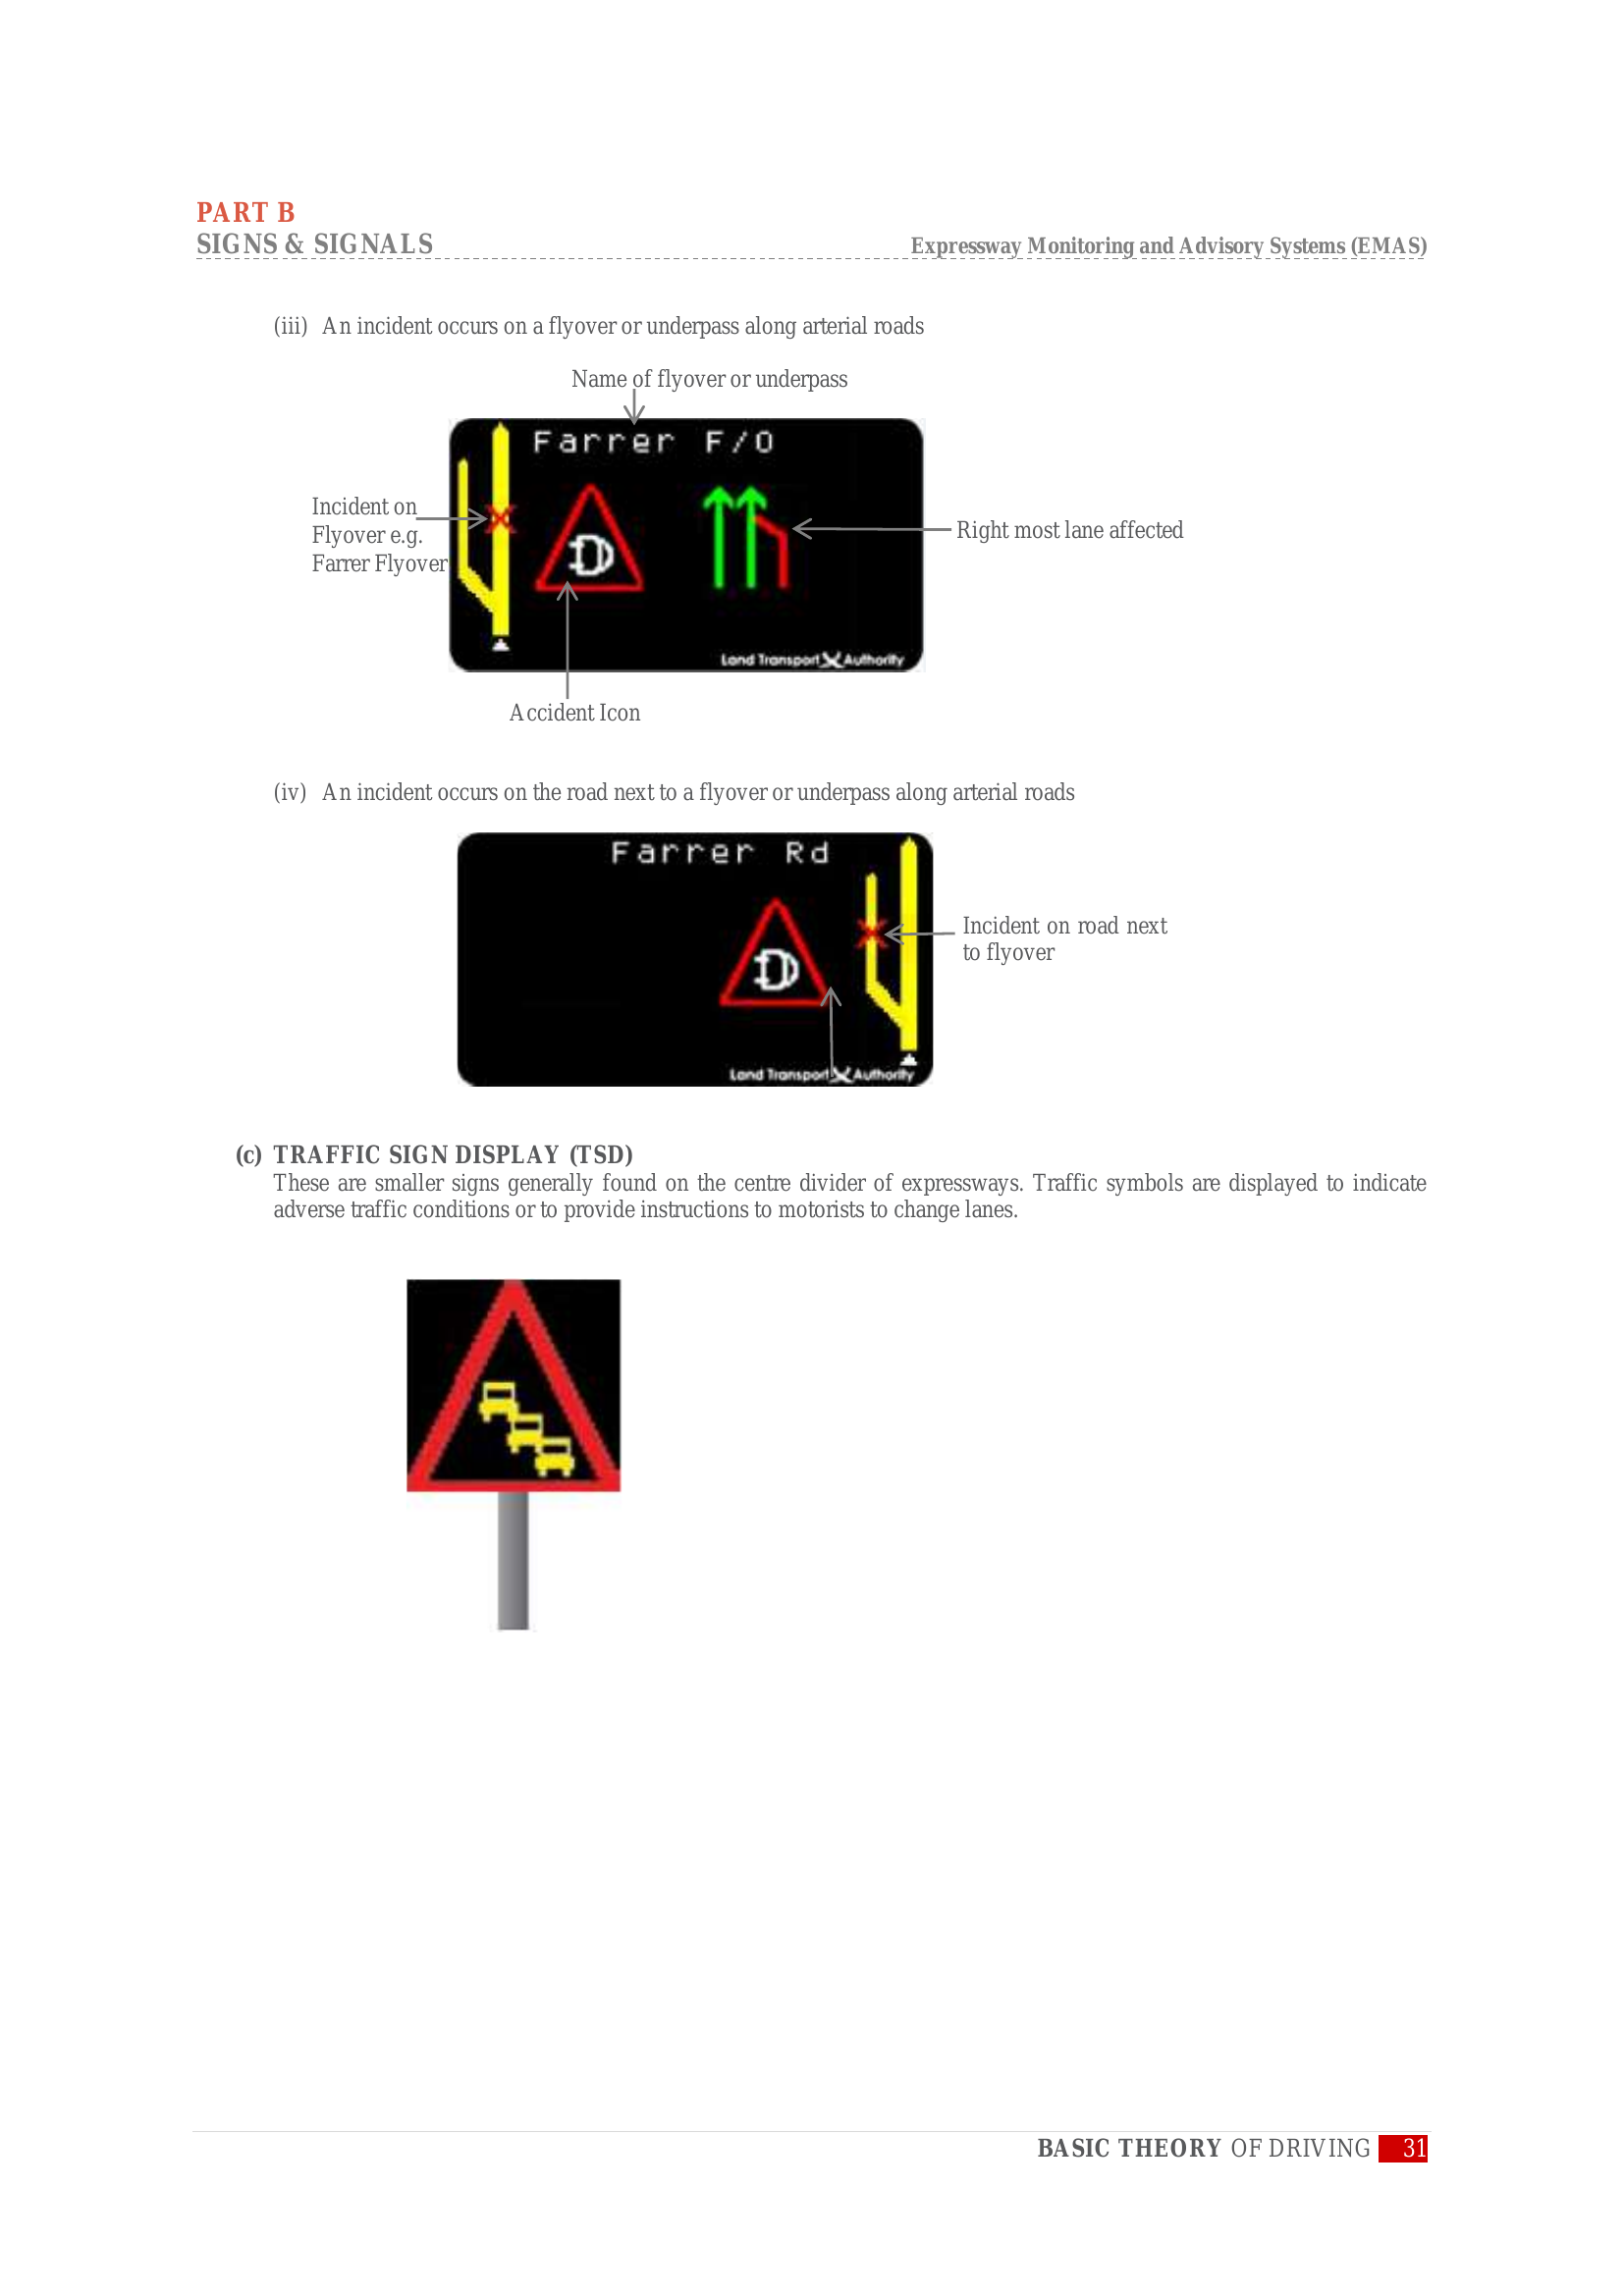 PART B
SIGNS & SIGNALS
Expressway Monitoring and Advisory Systems (EMAS)
(iii) An incident occurs on a flyover or underpass along arterial roads
Name of flyover or underpass
Farrer F/O
Incident on
Flyover e.g.
Farrer Flyover
Right most lane affected
Land Transport Authority
Accident Icon
(iv) An incident occurs on the road next to a flyover or underpass along arterial roads
Farrer Rd
Incident on road next
to flyover
Land Transport Authority
(c) TRAFFIC SIGN DISPLAY (TSD)
These are smaller signs generally found on the centre divider of expressways. Traffic symbols are displayed to indicate
adverse traffic conditions or to provide instructions to motorists to change lanes.
BASIC THEORY OF DRIVING 31